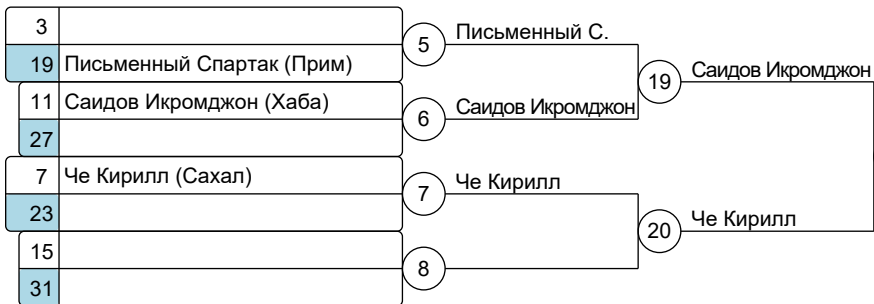 3
19 Письменный Спартак (Прим)
11 Саидов Икромджон (Хаба)
27
7 Че Кирилл (Сахал)
23
15
31
5 Письменный С.
6 Саидов Икромджон
7 Че Кирилл
8
19 Саидов Икромджон
20 Че Кирилл